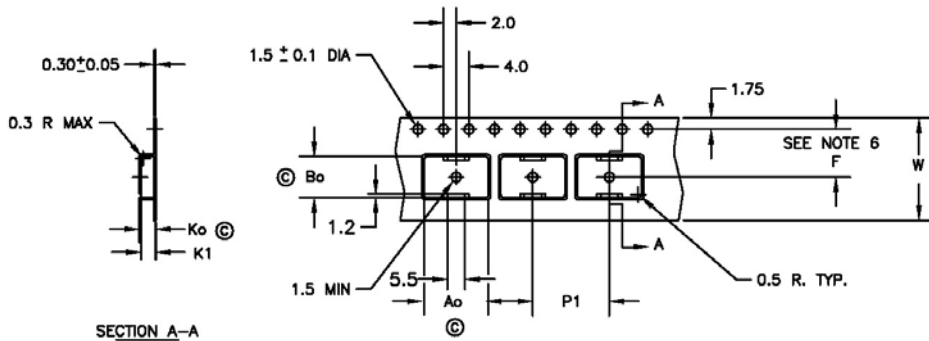 2.0
1.5 ± 0.1 DIA
4.0
0.30±0.05
A
1.75
0.3 R MAX
SEE NOTE 6
F
W
Ⓒ Bo
1.2
Ko Ⓒ
K1
A
5.5
1.5 MIN
Ao
P1
0.5 R. TYP.
Ⓒ
SECTION A-A